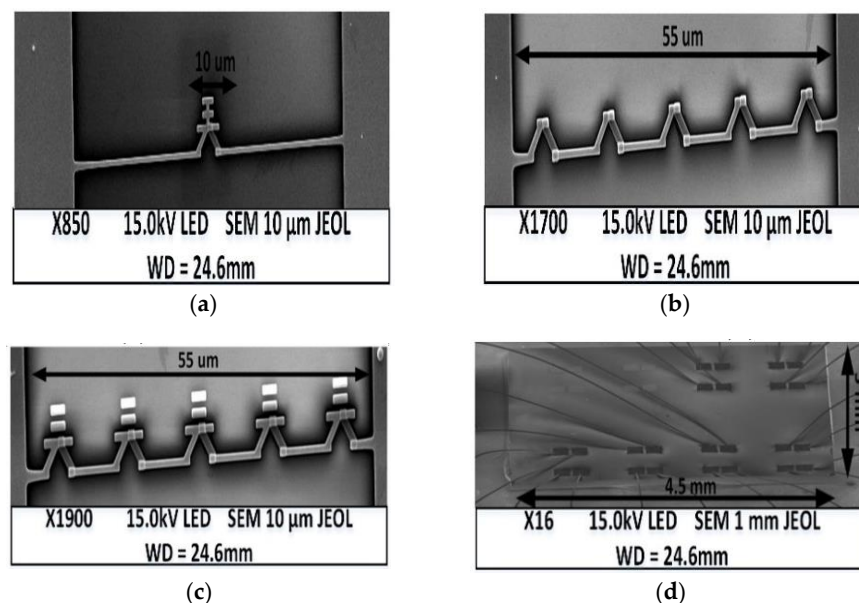 10 um
X850 15.0kV LED SEM 10 µm JEOL
WD = 24.6mm
(a)
55 um
X1700 15.0kV LED SEM 10 µm JEOL
WD = 24.6mm
(b)
55 um
X1900 15.0kV LED SEM 10 µm JEOL
WD = 24.6mm
(c)
4.5 mm
X16 15.0kV LED SEM 1 mm JEOL
WD = 24.6mm
(d)